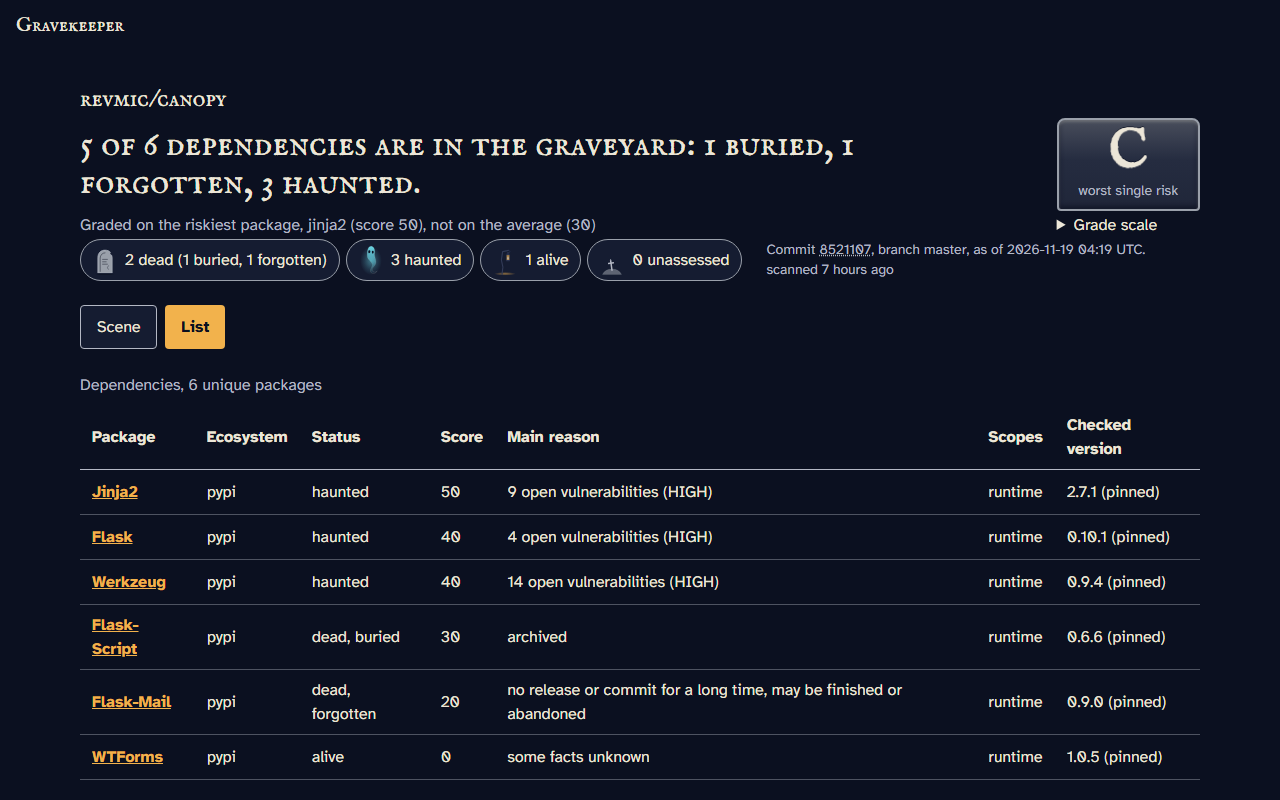 Gravekeeper
revmic/canopy
5 of 6 dependencies are in the graveyard: 1 buried, 1
forgotten, 3 haunted.
C
worst single risk
Graded on the riskiest package, jinja2 (score 50), not on the average (30)
▶ Grade scale
2 dead (1 buried, 1 forgotten)
3 haunted
1 alive
0 unassessed
Commit 8521107, branch master, as of 2026-11-19 04:19 UTC.
scanned 7 hours ago
Scene
List
Dependencies, 6 unique packages
Package Ecosystem Status Score Main reason Scopes Checked version
Jinja2 pypi haunted 50 9 open vulnerabilities (HIGH) runtime 2.7.1 (pinned)
Flask pypi haunted 40 4 open vulnerabilities (HIGH) runtime 0.10.1 (pinned)
Werkzeug pypi haunted 40 14 open vulnerabilities (HIGH) runtime 0.9.4 (pinned)
Flask-Script pypi dead, buried 30 archived runtime 0.6.6 (pinned)
Flask-Mail pypi dead, forgotten 20 no release or commit for a long time, may be finished or abandoned runtime 0.9.0 (pinned)
WTForms pypi alive 0 some facts unknown runtime 1.0.5 (pinned)